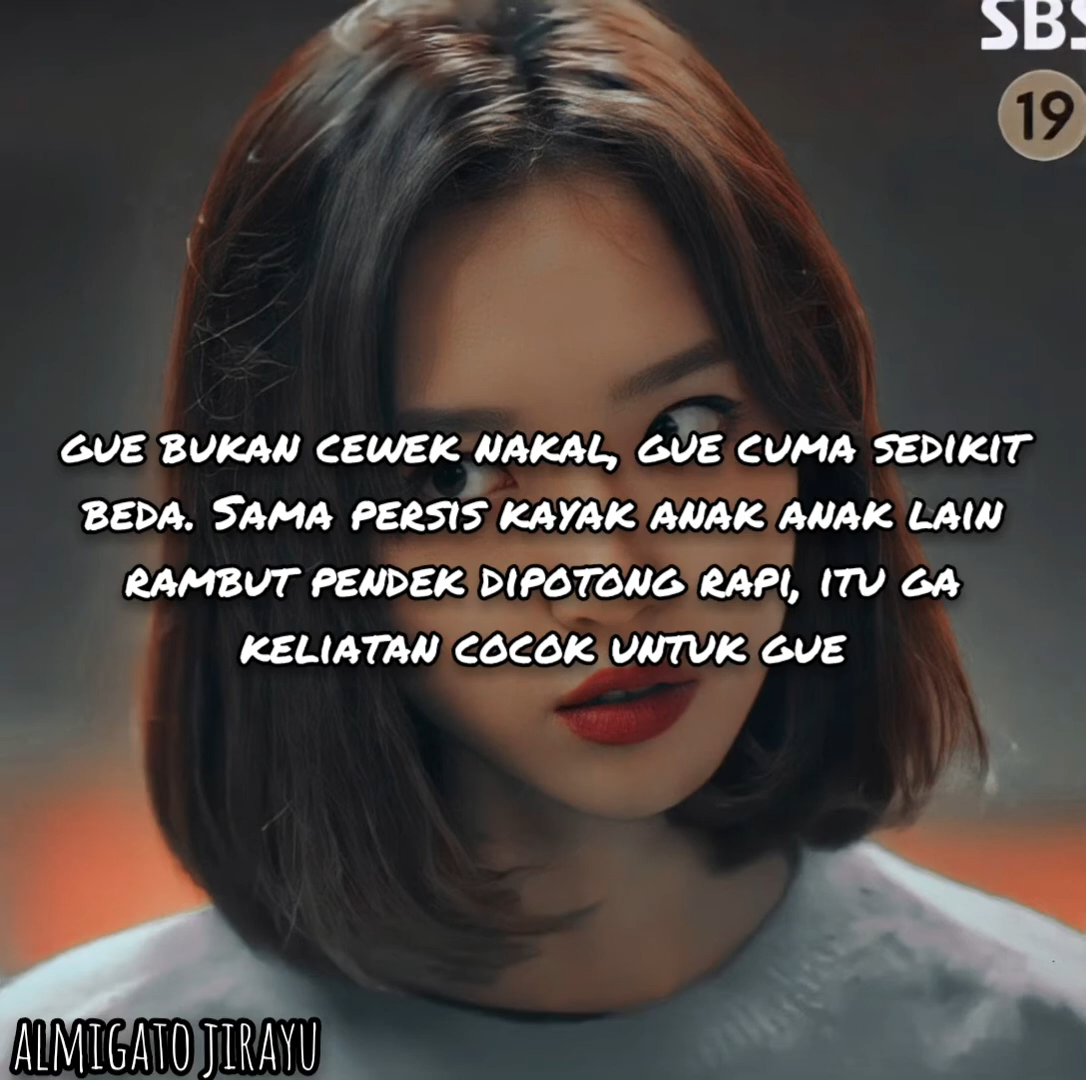 SBS
19
GUE BUKAN CEWEK NAKAL, GUE CUMA SEDIKIT
BEDA. SAMA PERSIS KAYAK ANAK ANAK LAIN
RAMBUT PENDEK DIPOTONG RAPI, ITU GA
KELIATAN COCOK UNTUK GUE
ALMIGATO JIRAYU